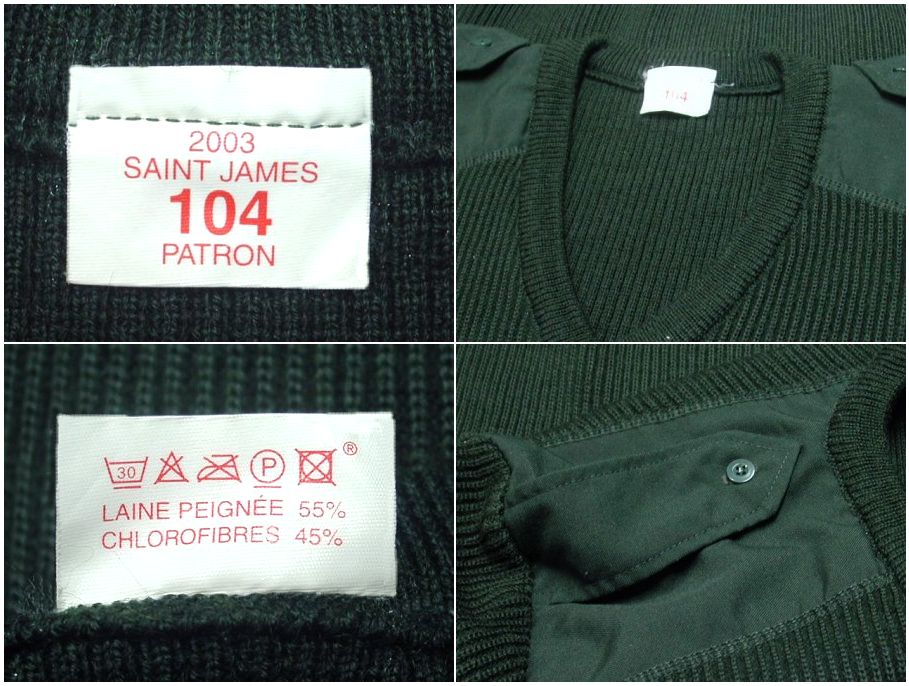 2003
SAINT JAMES
104
PATRON
104
30 P ®
LAINE PEIGNÉE 55%
CHLOROFIBRES 45%